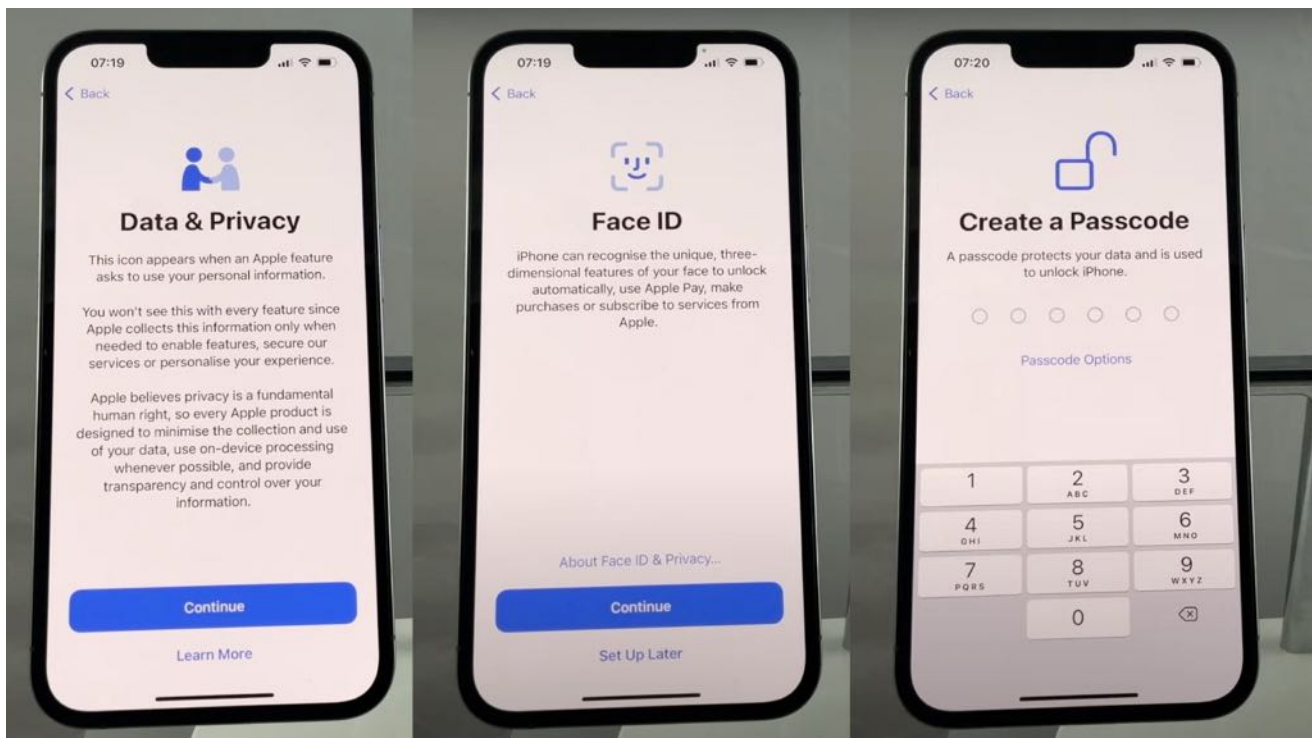 07:19
Back
Data & Privacy
This icon appears when an Apple feature
asks to use your personal information.
You won't see this with every feature since
Apple collects this information only when
needed to enable features, secure our
services or personalise your experience.
Apple believes privacy is a fundamental
human right, so every Apple product is
designed to minimise the collection and use
of your data, use on-device processing
whenever possible, and provide
transparency and control over your
information.
Continue
Learn More
07:19
Back
Face ID
iPhone can recognise the unique, three-
dimensional features of your face to unlock
automatically, use Apple Pay, make
purchases or subscribe to services from
Apple.
About Face ID & Privacy...
Continue
Set Up Later
07:20
Back
Create a Passcode
A passcode protects your data and is used
to unlock iPhone.
Passcode Options
1 2 3
ABC DEF
4 5 6
GHI JKL MNO
7 8 9
PQRS TUV WXYZ
0